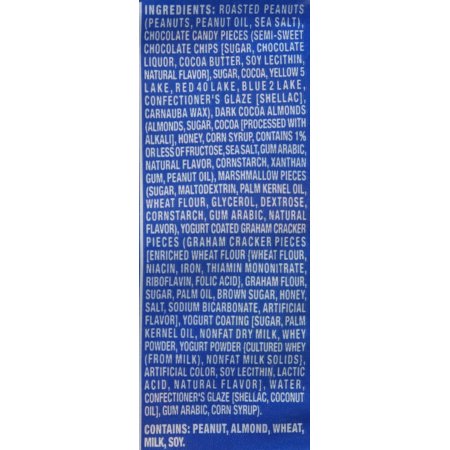 INGREDIENTS: ROASTED PEANUTS
(PEANUTS, PEANUT OIL, SEA SALT),
CHOCOLATE CANDY PIECES (SEMI-SWEET
CHOCOLATE CHIPS [SUGAR, CHOCOLATE
LIQUOR, COCOA BUTTER, SOY LECITHIN,
NATURAL FLAVOR], SUGAR, COCOA, YELLOW 5
LAKE, RED 40 LAKE, BLUE 2 LAKE,
CONFECTIONER'S GLAZE [SHELLAC],
CARNAUBA WAX), DARK COCOA ALMONDS
(ALMONDS, SUGAR, COCOA [PROCESSED WITH
ALKALI], HONEY, CORN SYRUP, CONTAINS 1%
OR LESS OF FRUCTOSE, SEA SALT, GUM ARABIC,
NATURAL FLAVOR, CORNSTARCH, XANTHAN
GUM, PEANUT OIL), MARSHMALLOW PIECES
(SUGAR, MALTODEXTRIN, PALM KERNEL OIL,
WHEAT FLOUR, GLYCEROL, DEXTROSE,
CORNSTARCH, GUM ARABIC, NATURAL
FLAVOR), YOGURT COATED GRAHAM CRACKER
PIECES (GRAHAM CRACKER PIECES
[ENRICHED WHEAT FLOUR {WHEAT FLOUR,
NIACIN, IRON, THIAMIN MONONITRATE,
RIBOFLAVIN, FOLIC ACID}, GRAHAM FLOUR,
SUGAR, PALM OIL, BROWN SUGAR, HONEY,
SALT, SODIUM BICARBONATE, ARTIFICIAL
FLAVOR], YOGURT COATING [SUGAR, PALM
KERNEL OIL, NONFAT DRY MILK, WHEY
POWDER, YOGURT POWDER {CULTURED WHEY
(FROM MILK), NONFAT MILK SOLIDS},
ARTIFICIAL COLOR, SOY LECITHIN, LACTIC
ACID, NATURAL FLAVOR], WATER,
CONFECTIONER'S GLAZE [SHELLAC, COCONUT
OIL], GUM ARABIC, CORN SYRUP).
CONTAINS: PEANUT, ALMOND, WHEAT,
MILK, SOY.